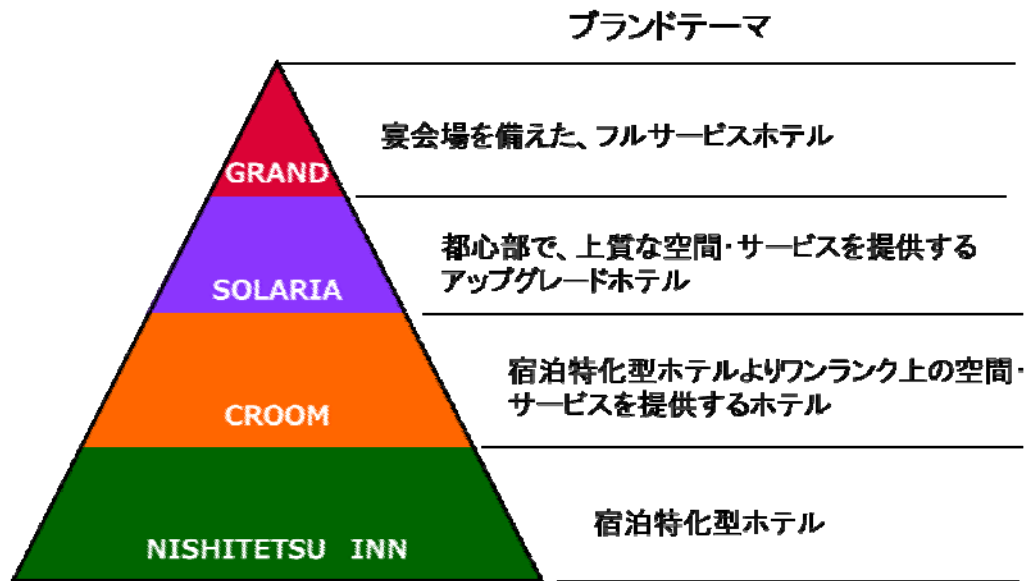 ブランドテーマ
GRAND
宴会場を備えた、フルサービスホテル
SOLARIA
都心部で、上質な空間・サービスを提供する
アップグレードホテル
CROOM
宿泊特化型ホテルよりワンランク上の空間・
サービスを提供するホテル
NISHITETSU INN
宿泊特化型ホテル